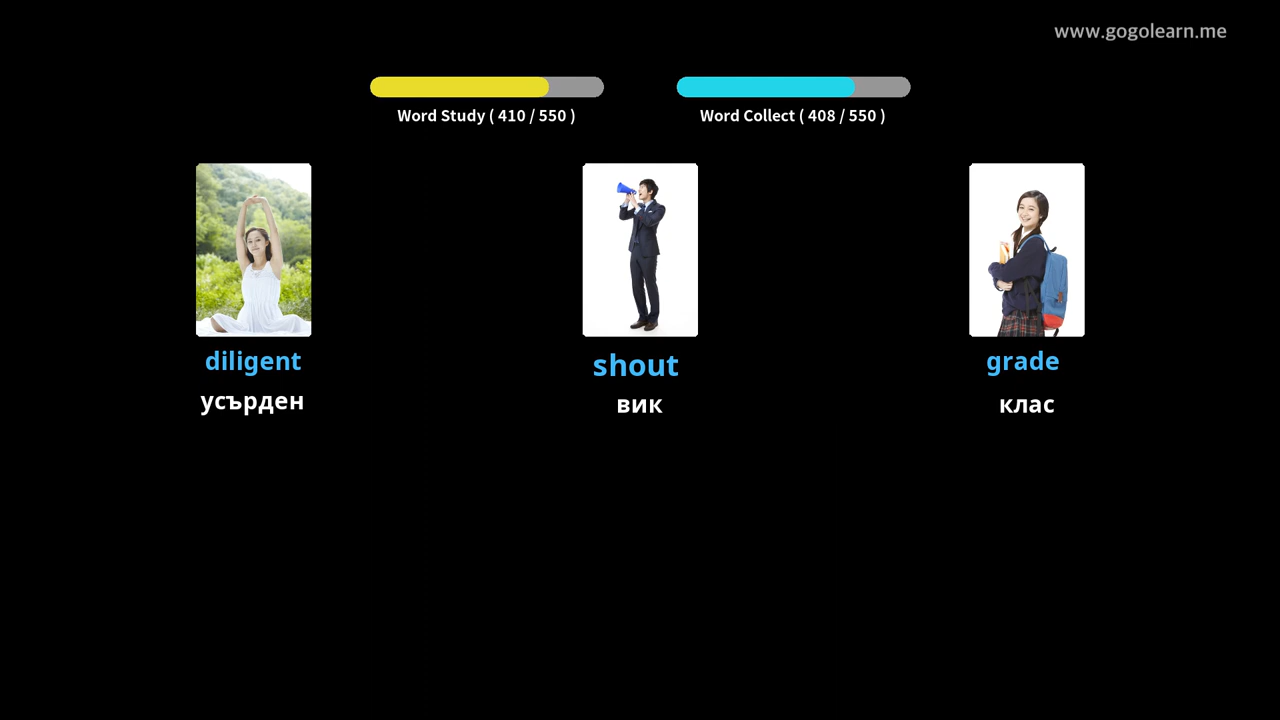 www.gogolearn.me
Word Study ( 410 / 550 )
Word Collect ( 408 / 550 )
diligent
усърден
shout
вик
grade
клас